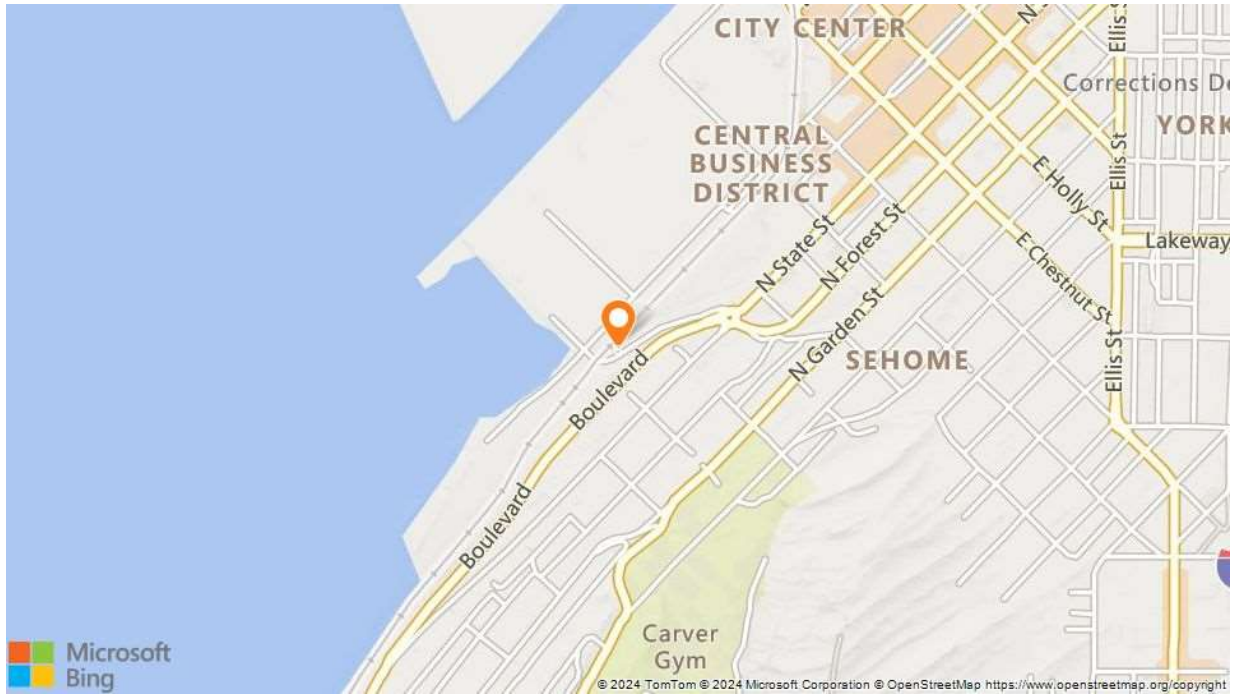 CITY CENTER
Ellis St
Corrections De
YORK
CENTRAL
BUSINESS
DISTRICT
E Holly St
Ellis St
Lakeway
N State St
N Forest St
E Chestnut St
N Garden St
SEHOME
Ellis St
Boulevard
Boulevard
Carver
Gym
Microsoft
Bing
© 2024 TomTom © 2024 Microsoft Corporation © OpenStreetMap https://www.openstreetmap.org/copyright